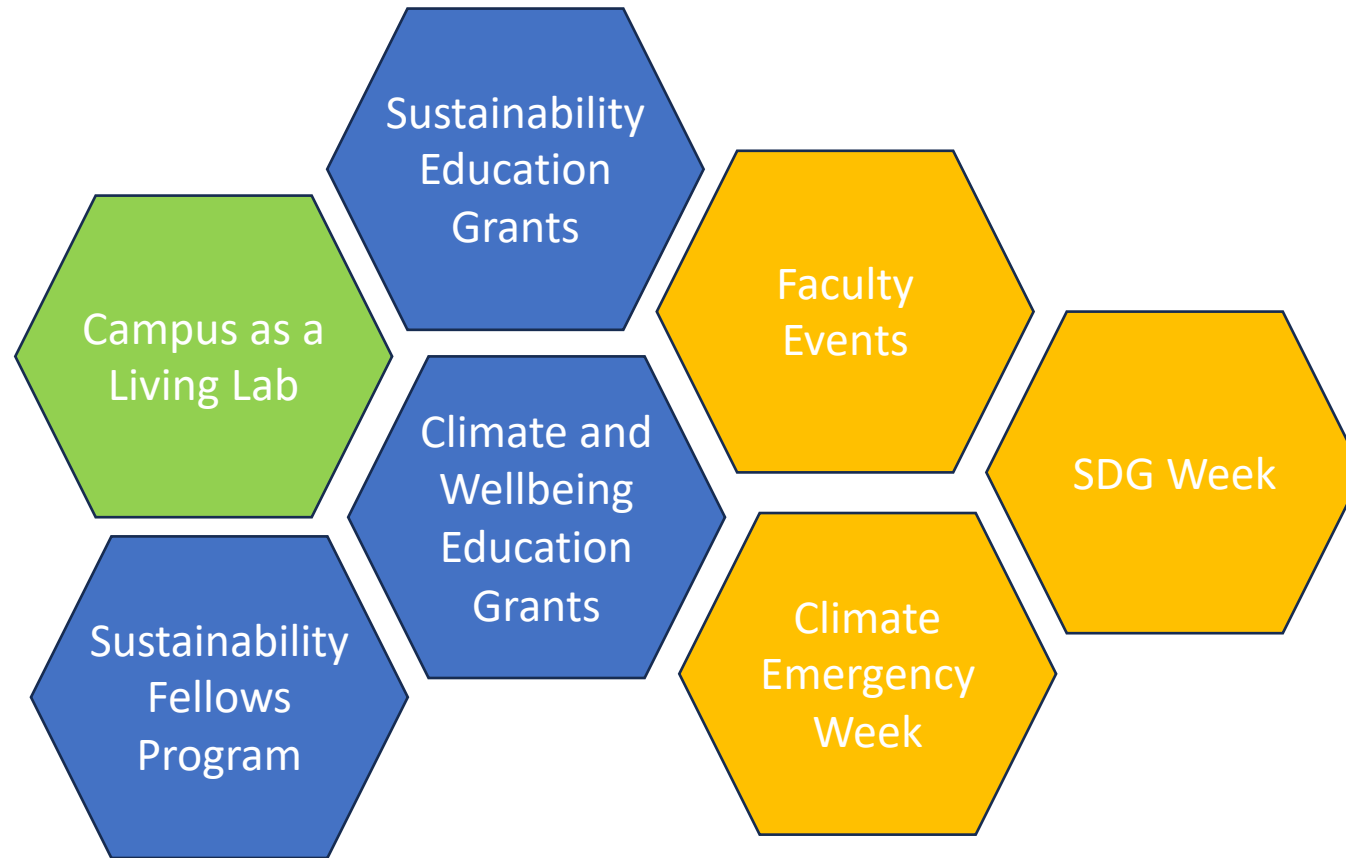 Sustainability
Education
Grants
Faculty
Events
Campus as a
Living Lab
SDG Week
Climate and
Wellbeing
Education
Grants
Sustainability
Fellows
Program
Climate
Emergency
Week